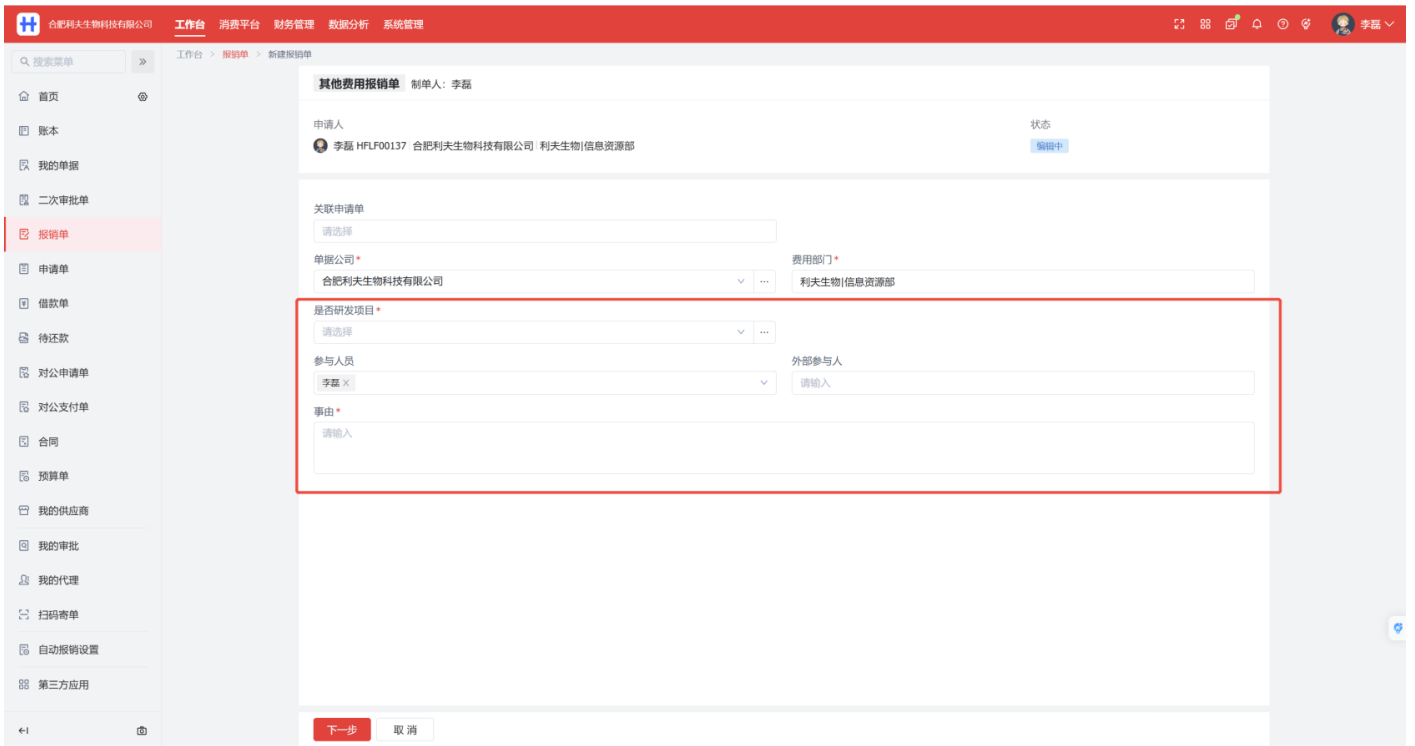 合肥利夫生物科技有限公司 工作台 消费平台 财务管理 数据分析 系统管理 李磊
搜索菜单
工作台 > 报销单 > 新建报销单
首页
账本
我的单据
二次审批单
报销单
申请单
借款单
待还款
对公申请单
对公支付单
合同
预算单
我的供应商
我的审批
我的代理
扫码寄单
自动报销设置
第三方应用
其他费用报销单 制单人: 李磊
申请人 状态
李磊 HFLF00137 合肥利夫生物科技有限公司 利夫生物|信息资源部 编辑中
关联申请单
请选择
单据公司* 费用部门*
合肥利夫生物科技有限公司 ··· 利夫生物|信息资源部
是否研发项目*
请选择 ···
参与人员 外部参与人
李磊 × 请输入
事由*
请输入
下一步 取消